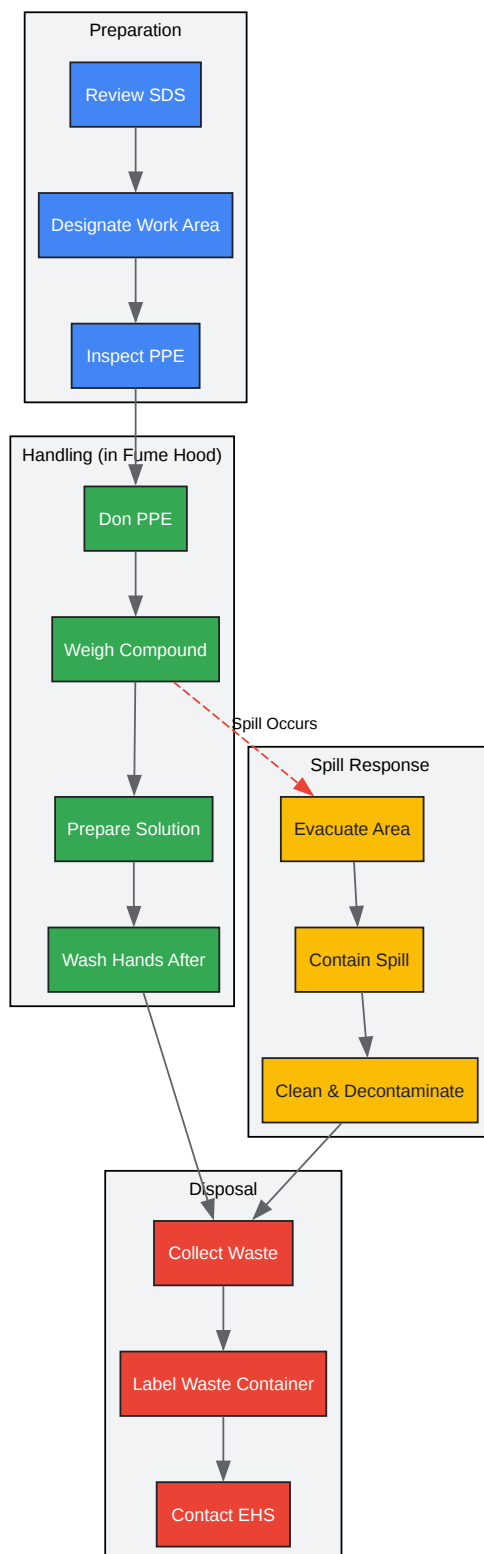 Preparation
Review SDS
Designate Work Area
Inspect PPE
Handling (in Fume Hood)
Don PPE
Weigh Compound
Spill Occurs
Spill Response
Prepare Solution
Evacuate Area
Wash Hands After
Contain Spill
Clean & Decontaminate
Disposal
Collect Waste
Label Waste Container
Contact EHS